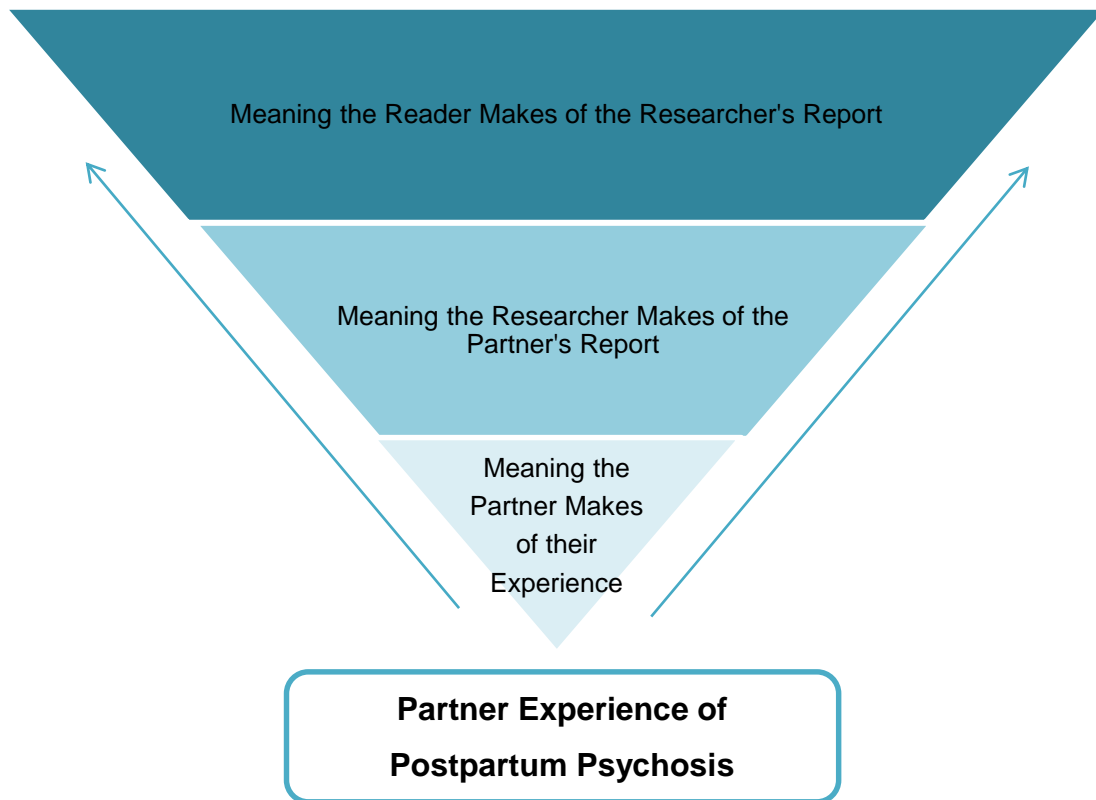 Meaning the Reader Makes of the Researcher's Report
Meaning the Researcher Makes of the
Partner's Report
Meaning the
Partner Makes
of their
Experience
Partner Experience of
Postpartum Psychosis